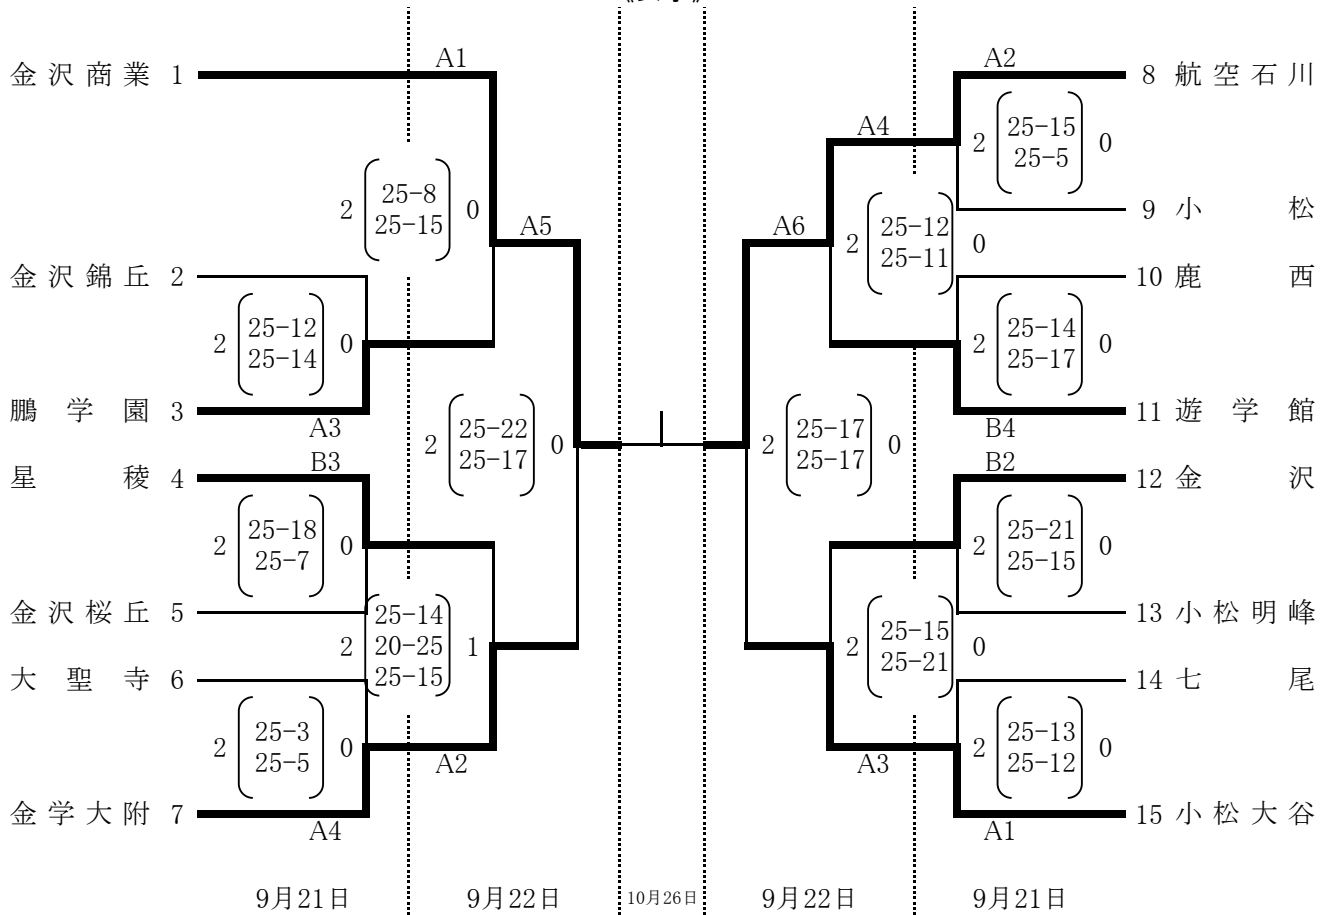 A1
A2
金沢商業 1
8 航空石川
A4
25-15
2 0
25-5
25-8
2 0
25-15
9 小松
A5
A6
25-12
2 0
25-11
金沢錦丘 2
10 鹿西
25-12
2 0
25-14
25-14
2 0
25-17
鵬学園 3
11 遊学館
A3
B4
25-22
2 0
25-17
25-17
2 0
25-17
B3
B2
星稜 4
12 金沢
25-18
2 0
25-7
25-21
2 0
25-15
金沢桜丘 5
13 小松明峰
25-14
2 20-25 1
25-15
25-15
2 0
25-21
大聖寺 6
14 七尾
25-3
2 0
25-5
25-13
2 0
25-12
A2
A3
金学大附 7
15 小松大谷
A4
A1
9月21日 9月22日 10月26日 9月22日 9月21日